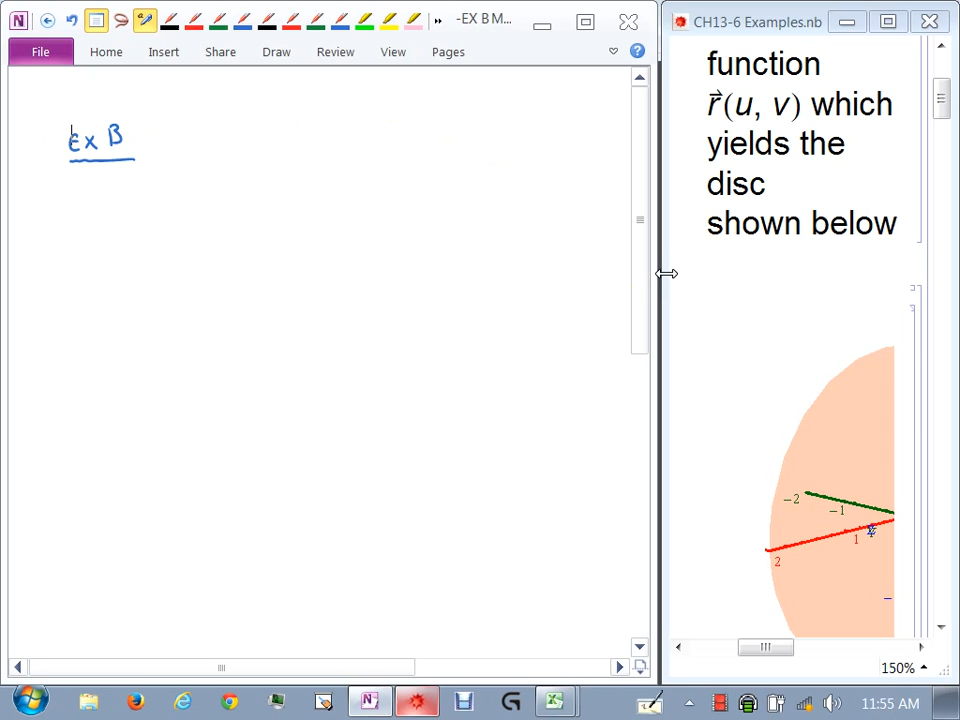 -EX B M...
File Home Insert Share Draw Review View Pages
Ex B
CH13-6 Examples.nb
function
r⃗(u, v) which
yields the
disc
shown below
-2
-1
1
2
150%
11:55 AM